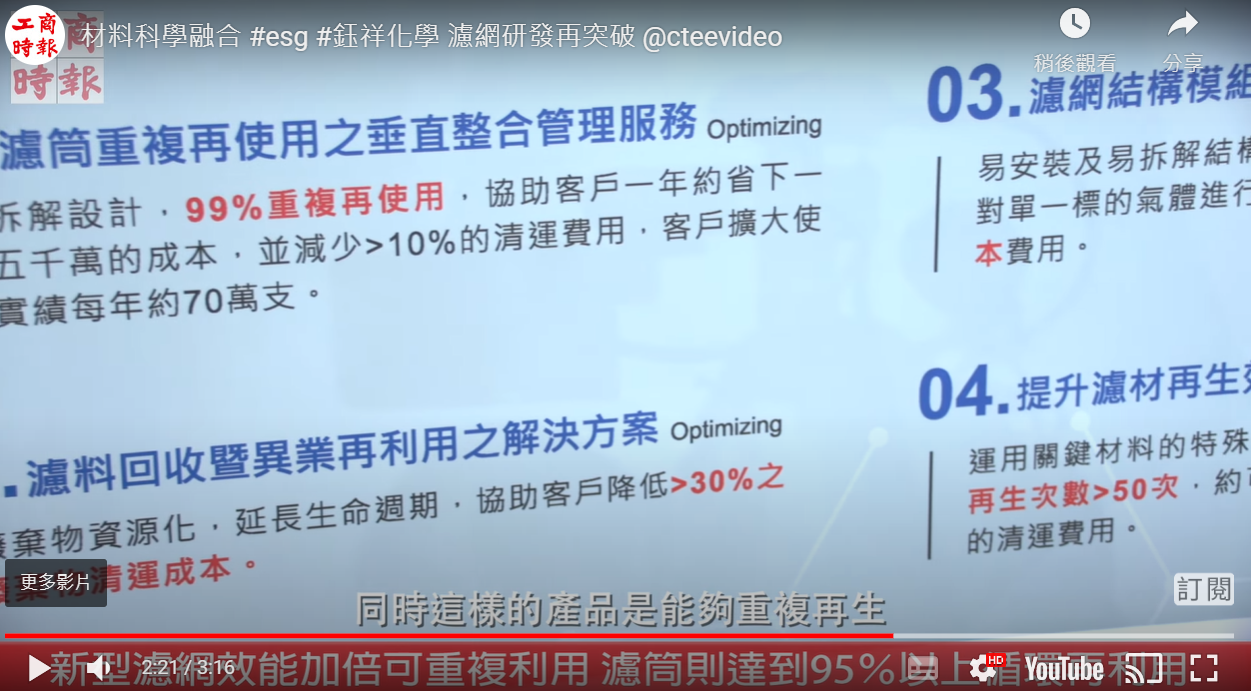 工商時報
材料科學融合 #esg #鈺祥化學 濾網研發再突破 @cteevideo
稍後觀看
分享
商
時報
濾筒重複再使用之垂直整合管理服務 Optimizing
拆解設計，99%重複再使用，協助客戶一年約省下一
五千萬的成本，並減少>10%的清運費用，客戶擴大使
實績每年約70萬支。
濾料回收暨異業再利用之解決方案 Optimizing
廢棄物資源化，延長生命週期，協助客戶降低>30%之
清運成本。
03.濾網結構模組
易安裝及易拆解結構
對單一標的氣體進行
本費用。
04.提升濾材再生效
運用關鍵材料的特殊
再生次數>50次，約可
的清運費用。
更多影片
訂閱
同時這樣的產品是能夠重複再生
新型濾網效能加倍可重複利用 濾筒則達到95%以上循環再利用
2:21 / 3:16
HD
YouTube